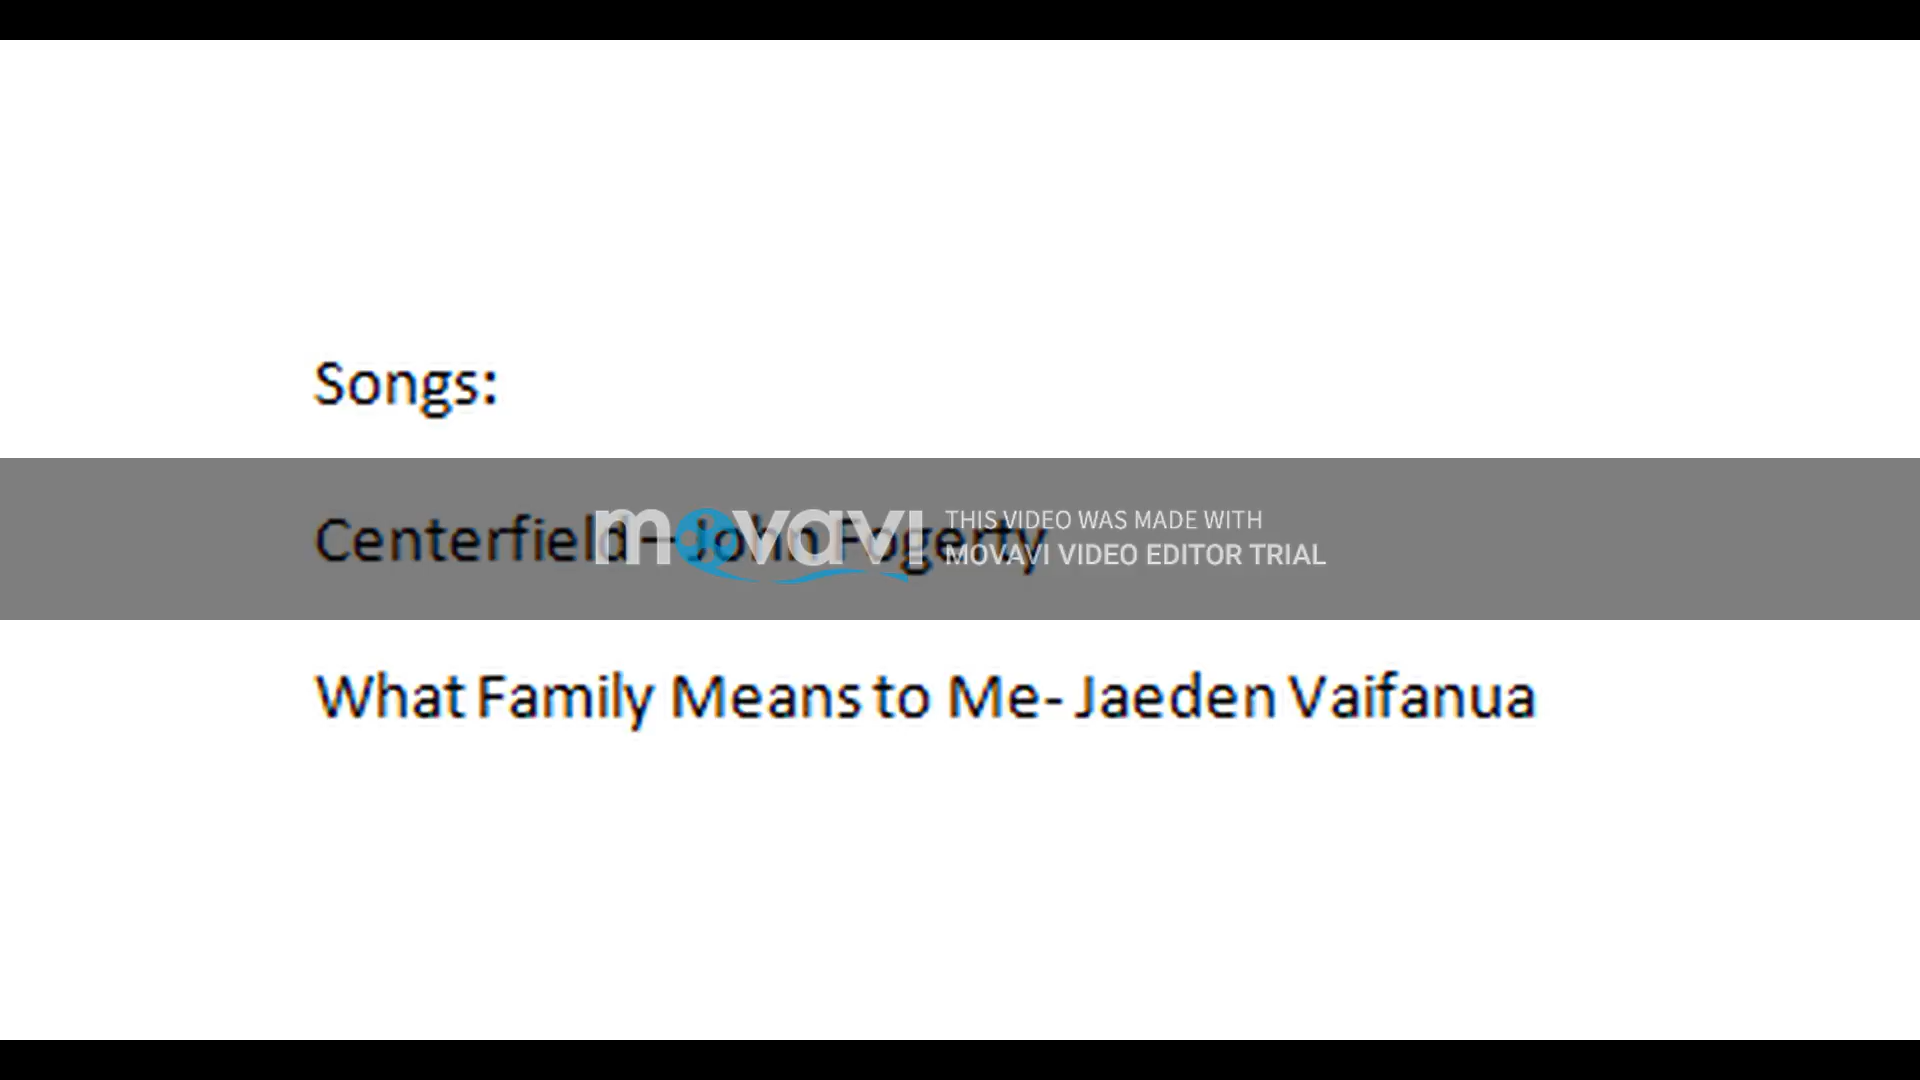 Songs:
Centerfield–John Fogerty
movavi
THIS VIDEO WAS MADE WITH
MOVAVI VIDEO EDITOR TRIAL
What Family Means to Me- Jaeden Vaifanua